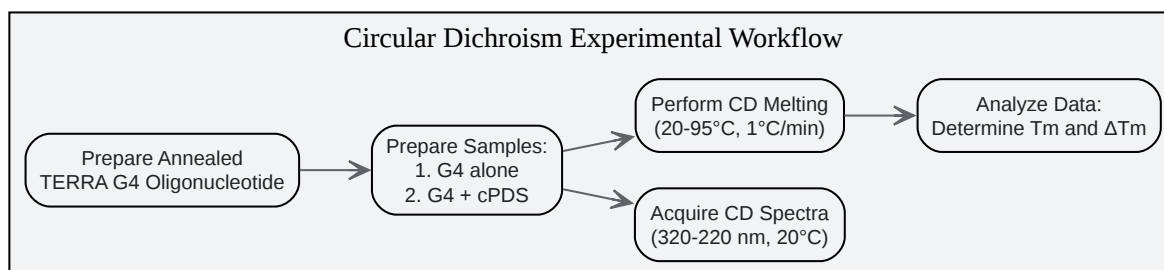 Circular Dichroism Experimental Workflow
Prepare Annealed
TERRA G4 Oligonucleotide
Prepare Samples:
1. G4 alone
2. G4 + cPDS
Perform CD Melting
(20-95°C, 1°C/min)
Analyze Data:
Determine Tm and ΔTm
Acquire CD Spectra
(320-220 nm, 20°C)